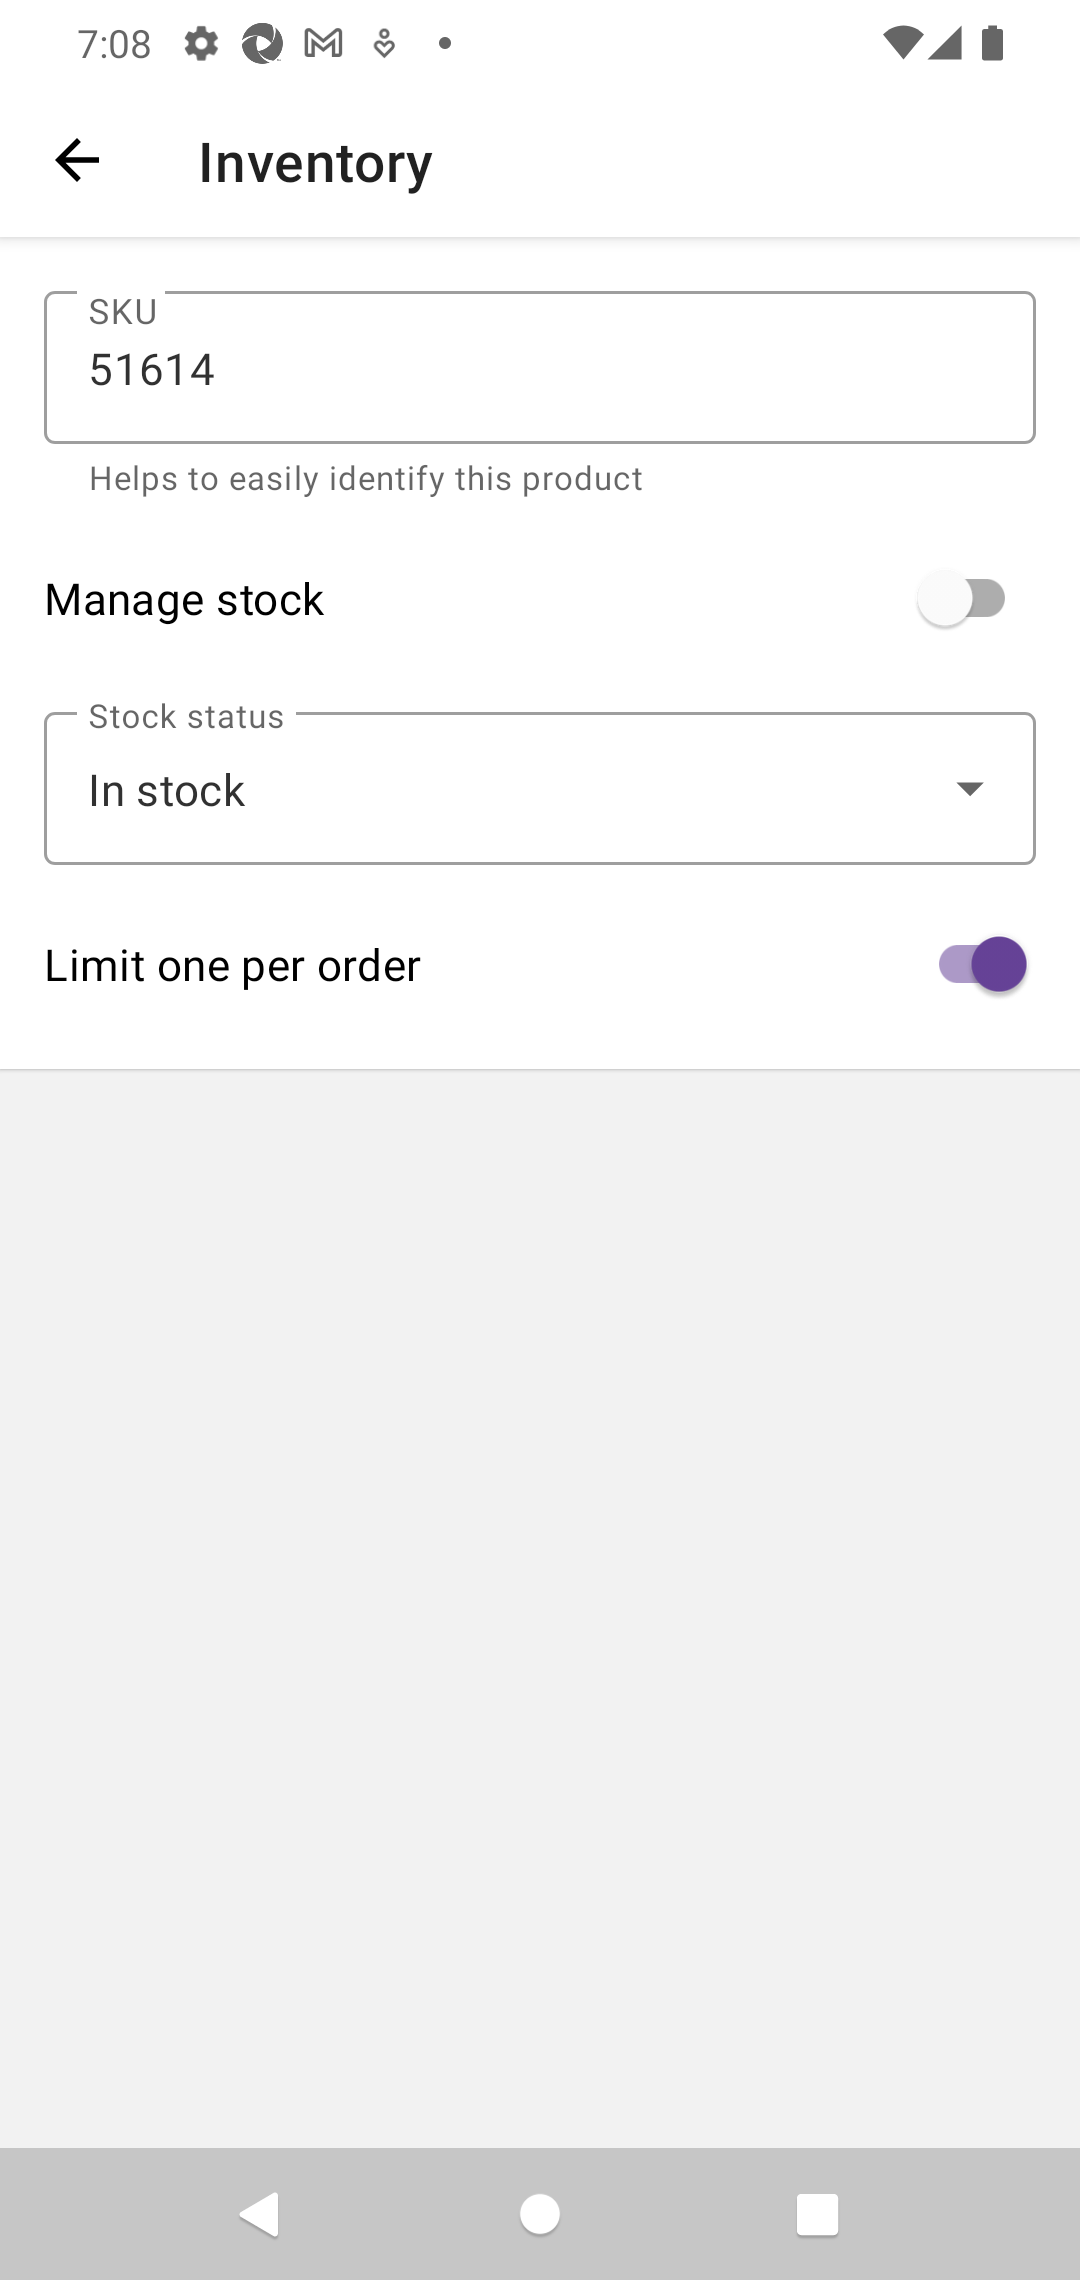 7:08
Inventory
SKU
51614
Helps to easily identify this product
Manage stock
Stock status
In stock
Limit one per order